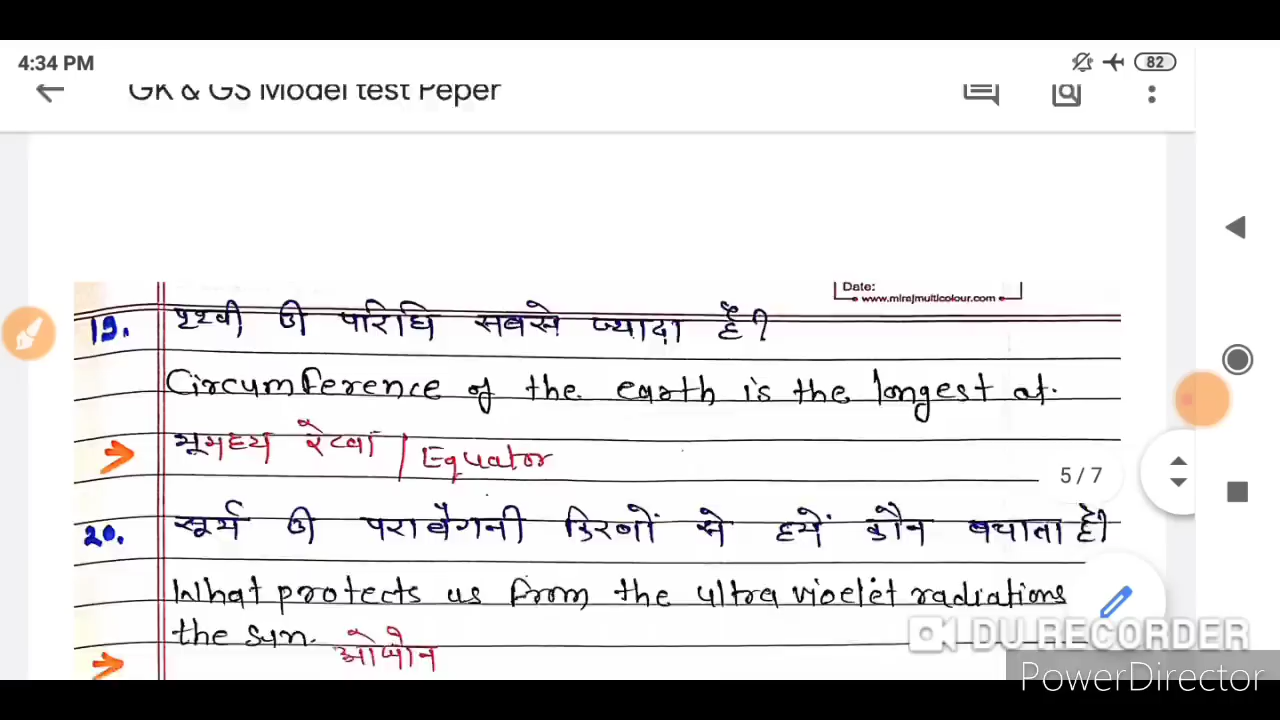 4:34 PM
82
GK & GS Model test Peper
Date:
www.mirajmulticolour.com
19. पृथ्वी की परिधि सबसे ज्यादा है।
Circumference of the earth is the longest at.
भूमध्य रेखा / Equator
5 / 7
20. सूर्य की पराबैगनी किरणों से हमें कौन बचाता है।
What protects us from the ultra vioelet radiations
the sun. ओजोन
DU RECORDER
PowerDirector